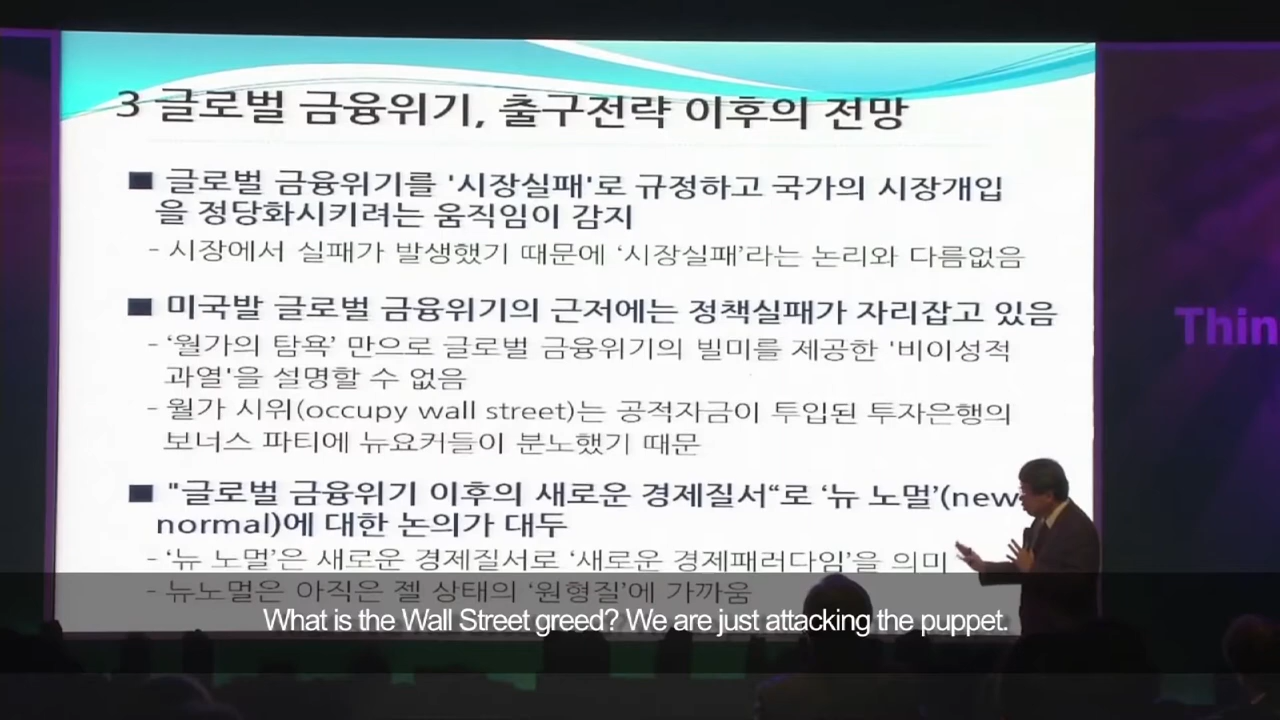 3 글로벌 금융위기, 출구전략 이후의 전망
■ 글로벌 금융위기를 '시장실패'로 규정하고 국가의 시장개입
을 정당화시키려는 움직임이 감지
- 시장에서 실패가 발생했기 때문에 ‘시장실패’라는 논리와 다름없음
■ 미국발 글로벌 금융위기의 근저에는 정책실패가 자리잡고 있음
- ‘월가의 탐욕’ 만으로 글로벌 금융위기의 빌미를 제공한 '비이성적
과열'을 설명할 수 없음
- 월가 시위(occupy wall street)는 공적자금이 투입된 투자은행의
보너스 파티에 뉴요커들이 분노했기 때문
■ "글로벌 금융위기 이후의 새로운 경제질서“로 ‘뉴 노멀’(new
normal)에 대한 논의가 대두
- ‘뉴 노멀’은 새로운 경제질서로 ‘새로운 경제패러다임’을 의미
- 뉴노멀은 아직은 젤 상태의 ‘원형질’에 가까움
Thin
What is the Wall Street greed? We are just attacking the puppet.